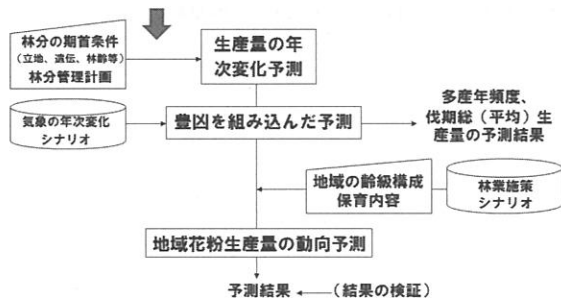 林分の期首条件
(立地、遺伝、林齢等)
林分管理計画
生産量の年
次変化予測
気象の年次変化
シナリオ
豊凶を組み込んだ予測
多産年頻度、
伐期総(平均)生
産量の予測結果
地域の齢級構成
保育内容
林業施策
シナリオ
地域花粉生産量の動向予測
予測結果
(結果の検証)